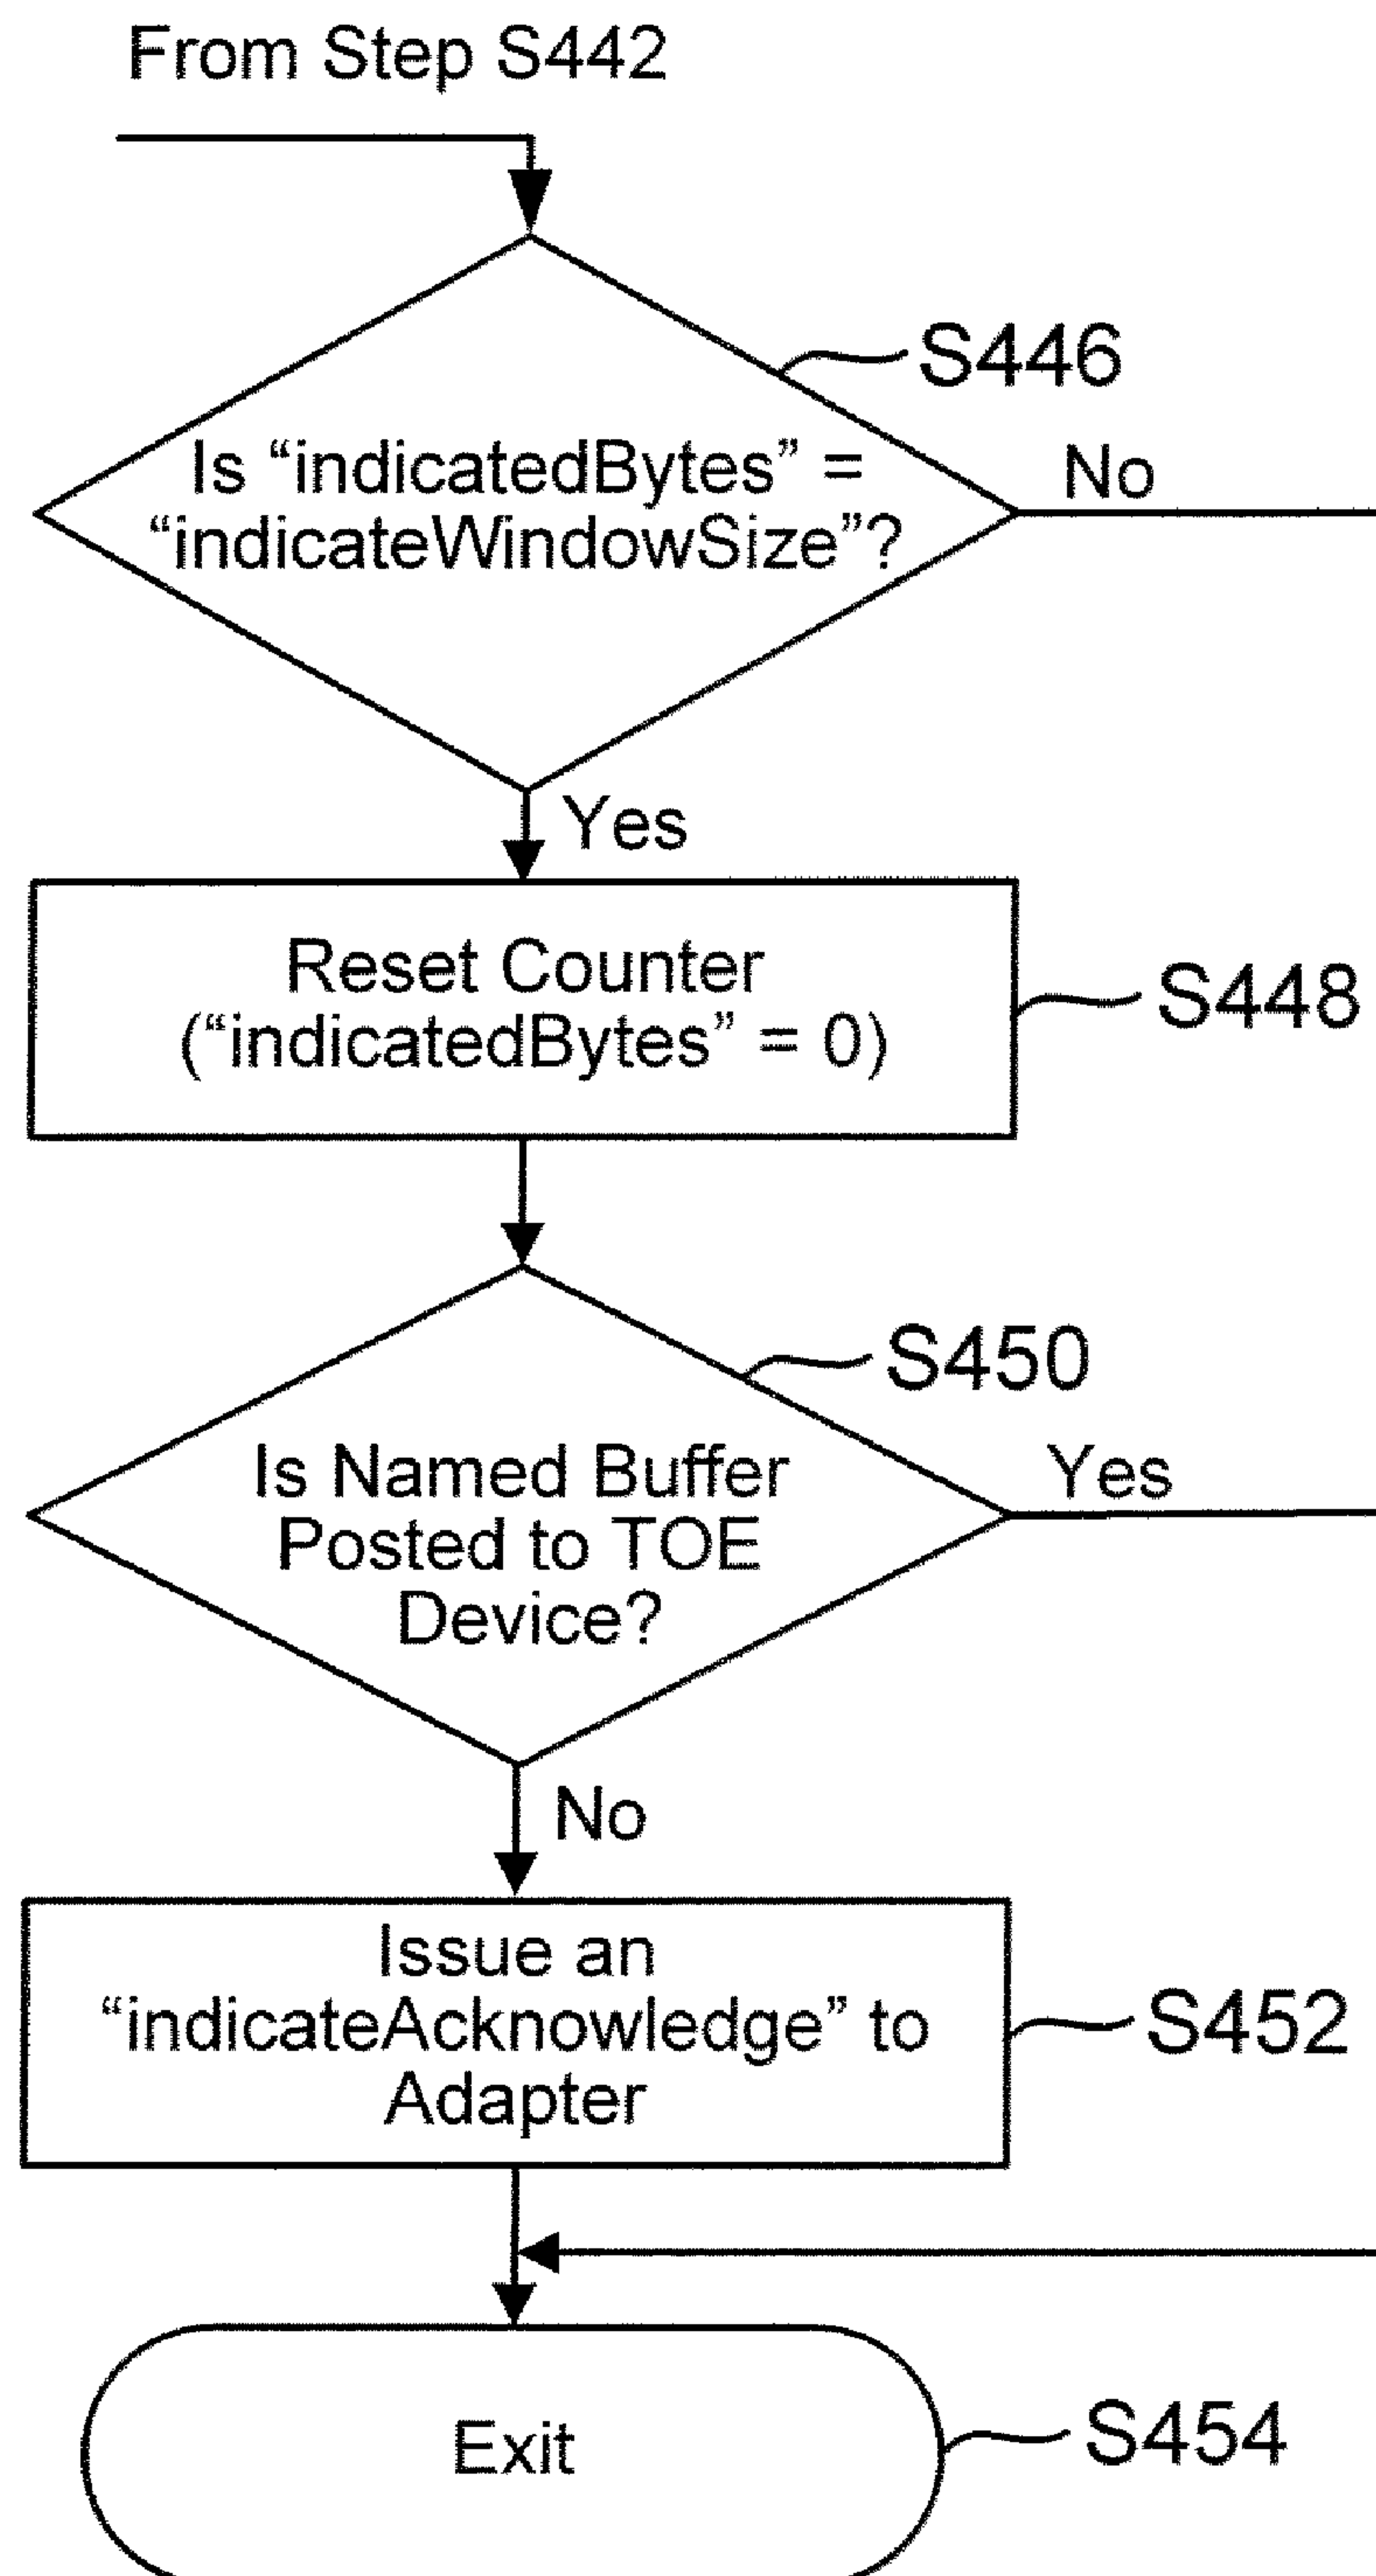 From Step S442
S446
Is “indicatedBytes” =
“indicateWindowSize”?
No
Yes
Reset Counter
(“indicatedBytes” = 0)
S448
S450
Is Named Buffer
Posted to TOE
Device?
Yes
No
Issue an
“indicateAcknowledge” to
Adapter
S452
Exit
S454